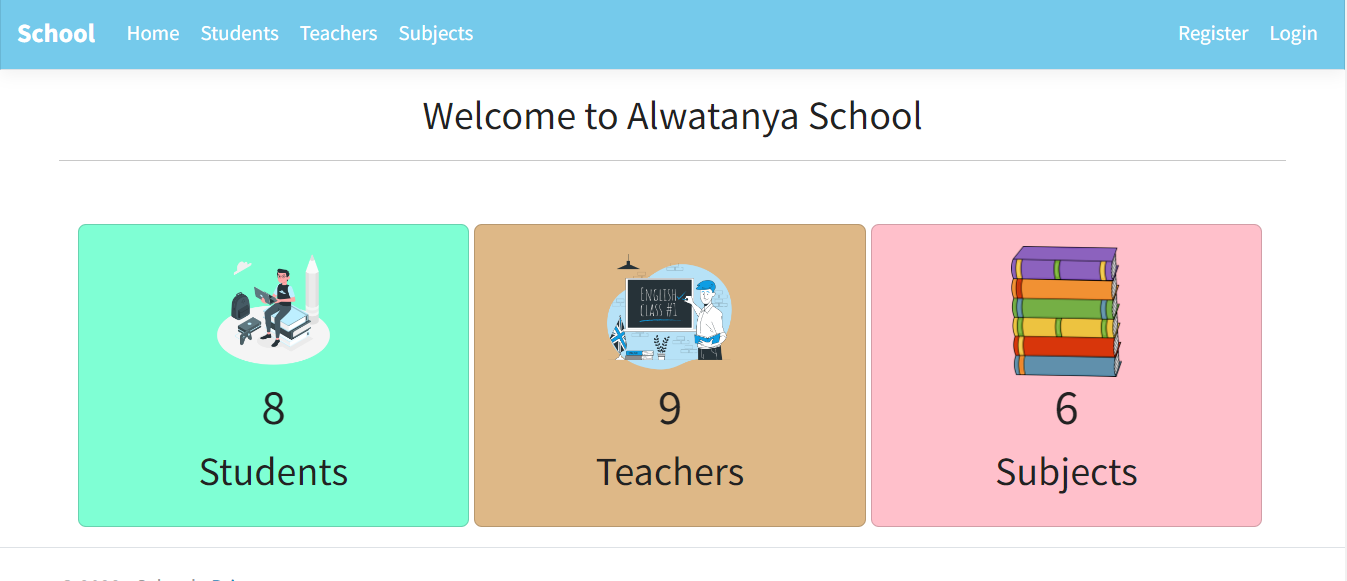 School Home Students Teachers Subjects Register Login
Welcome to Alwatanya School
ENGLISH
CLASS #1
8
Students
9
Teachers
6
Subjects